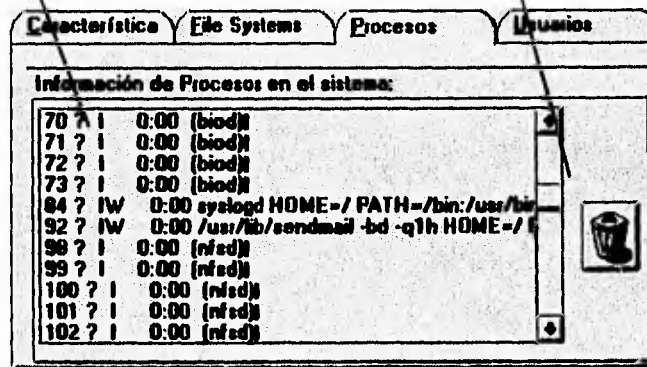 Característica File Systems Procesos Usuarios
Información de Procesos en el sistema:
70 ? I 0:00 (biod)
71 ? I 0:00 (biod)
72 ? I 0:00 (biod)
73 ? I 0:00 (biod)
84 ? IW 0:00 syslogd HOME=/ PATH=/bin:/usr/bin
92 ? IW 0:00 /usr/lib/sendmail -bd -q1h HOME=/
98 ? I 0:00 (nfsd)
99 ? I 0:00 (nfsd)
100 ? I 0:00 (nfsd)
101 ? I 0:00 (nfsd)
102 ? I 0:00 (nfsd)